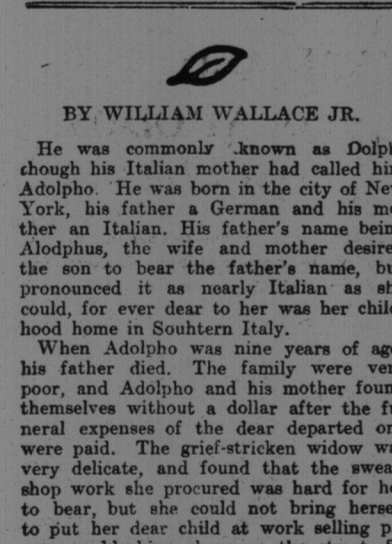 BY WILLIAM WALLACE JR.
He was commonly known as Dolph
though his Italian mother had called
Adolpho. He was born in the city of
York, his father a German and his
ther an Italian. His father's name
Alodphus, the wife and mother
the son to bear the father's name,
pronounced it as nearly Italian as
could, for ever dear to her was her
hood home in Souhtern Italy.
When Adolpho was nine years of
his father died. The family were
poor, and Adolpho and his mother
themselves without a dollar after the
neral expenses of the dear departed
were paid. The grief-stricken widow
very delicate, and found that the
shop work she procured was hard for
to bear, but she could not bring
to put her dear child at work selling